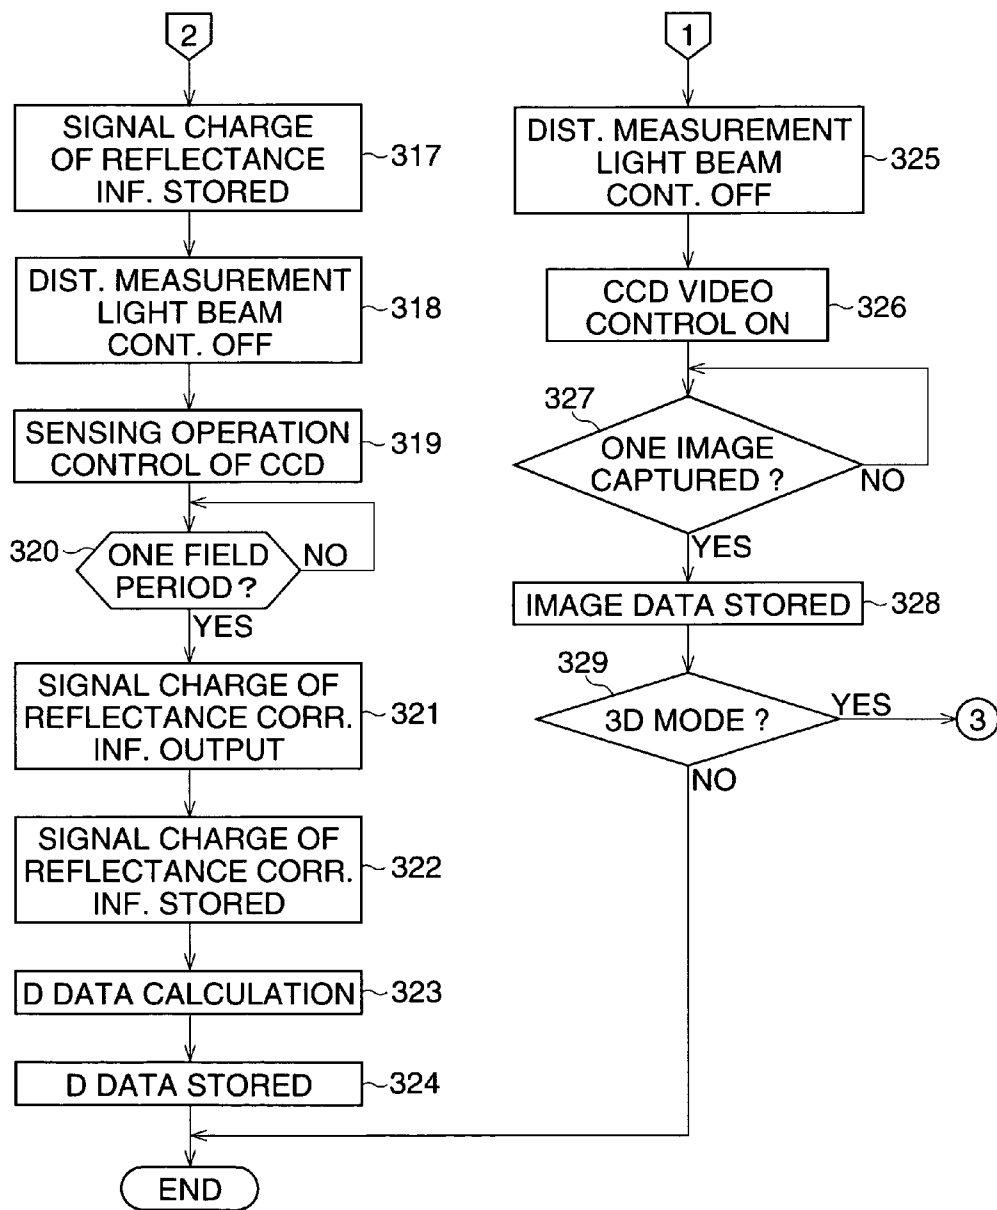 2
SIGNAL CHARGE
OF REFLECTANCE
INF. STORED
317
DIST. MEASUREMENT
LIGHT BEAM
CONT. OFF
318
SENSING OPERATION
CONTROL OF CCD
319
320
ONE FIELD
PERIOD ?
NO
YES
SIGNAL CHARGE OF
REFLECTANCE CORR.
INF. OUTPUT
321
SIGNAL CHARGE OF
REFLECTANCE CORR.
INF. STORED
322
D DATA CALCULATION
323
D DATA STORED
324
END
1
DIST. MEASUREMENT
LIGHT BEAM
CONT. OFF
325
CCD VIDEO
CONTROL ON
326
327
ONE IMAGE
CAPTURED ?
NO
YES
IMAGE DATA STORED
328
329
3D MODE ?
YES
3
NO